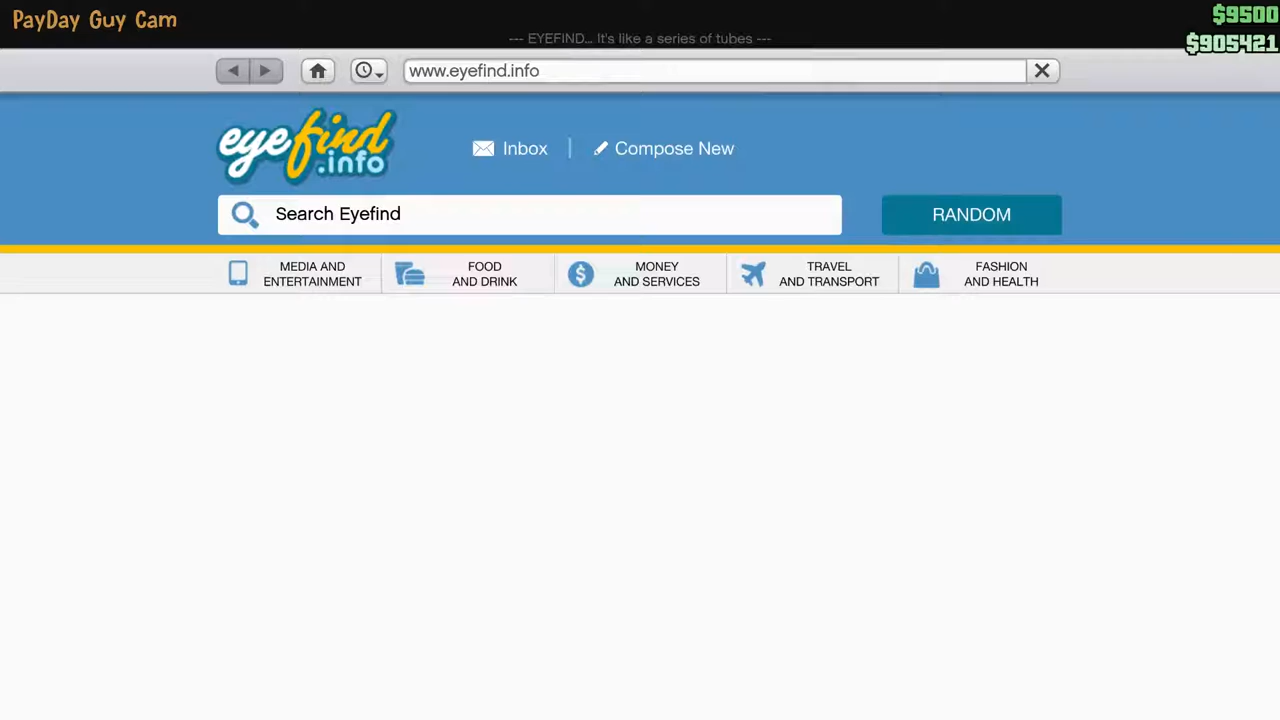 PayDay Guy Cam
$9500
--- EYEFIND... It's like a series of tubes ---
$905421
www.eyefind.info
eyefind.info
Inbox
Compose New
Search Eyefind
RANDOM
MEDIA AND ENTERTAINMENT
FOOD AND DRINK
MONEY AND SERVICES
TRAVEL AND TRANSPORT
FASHION AND HEALTH